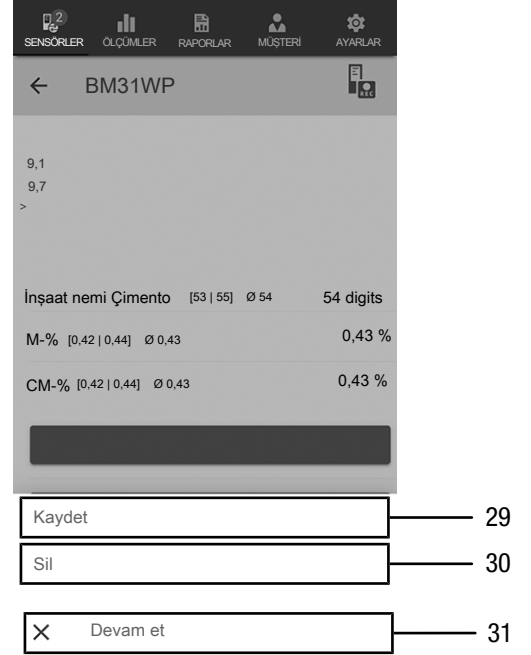 2
SENSÖRLER ÖLÇÜMLER RAPORLAR MÜŞTERİ AYARLAR
BM31WP REC
9,1
9,7
>
İnşaat nemi Çimento [53 | 55] Ø 54 54 digits
M-% [0,42 | 0,44] Ø 0,43 0,43 %
CM-% [0,42 | 0,44] Ø 0,43 0,43 %
Kaydet 29
Sil 30
Devam et 31